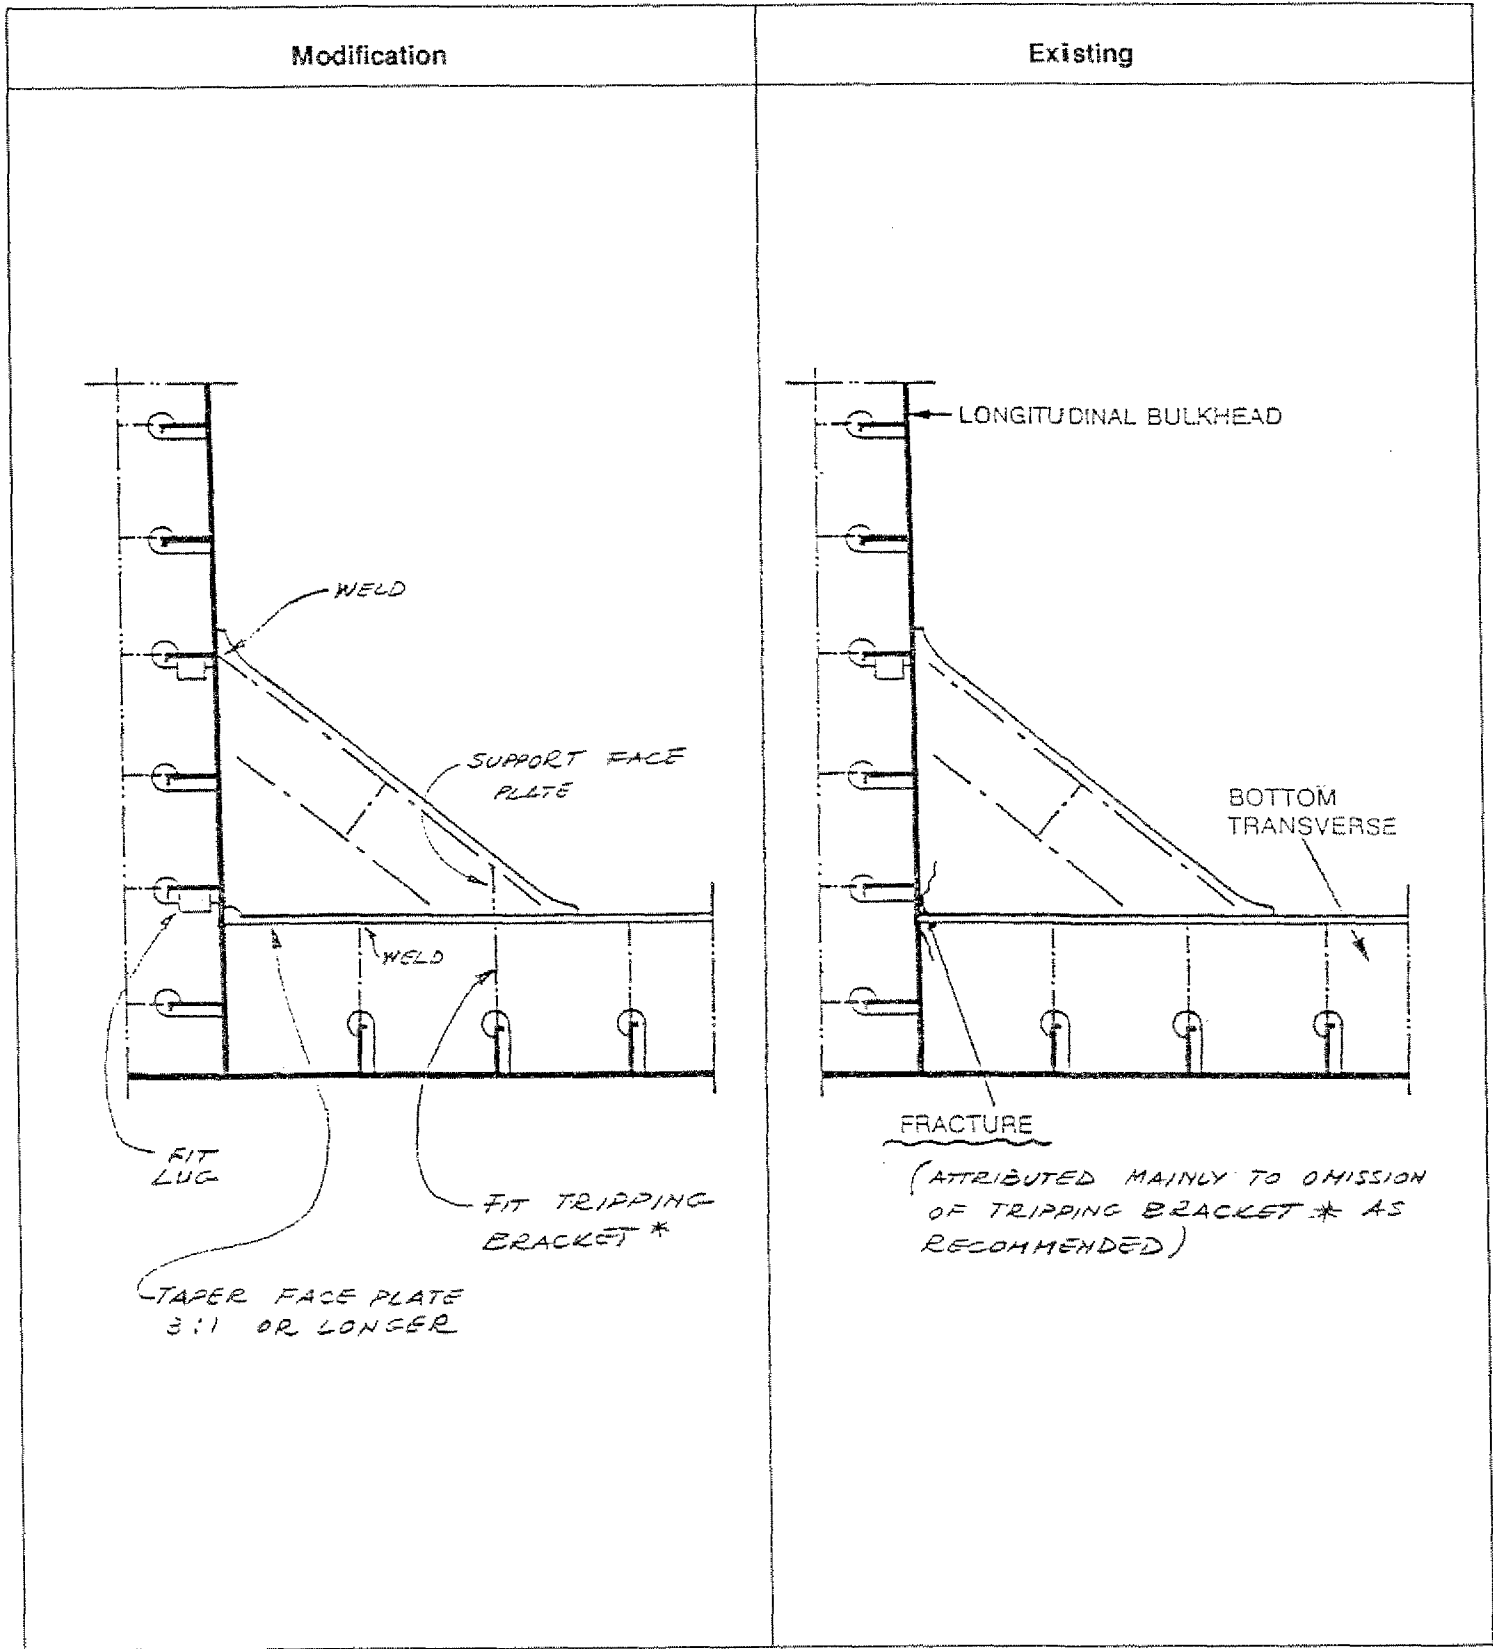 Modification
Existing
WELD
SUPPORT FACE
PLATE
WELD
FIT
LUG
FIT TRIPPING
BRACKET *
TAPER FACE PLATE
3:1 OR LONGER
LONGITUDINAL BULKHEAD
BOTTOM
TRANSVERSE
FRACTURE
(ATTRIBUTED MAINLY TO OMISSION
OF TRIPPING BRACKET * AS
RECOMMENDED)